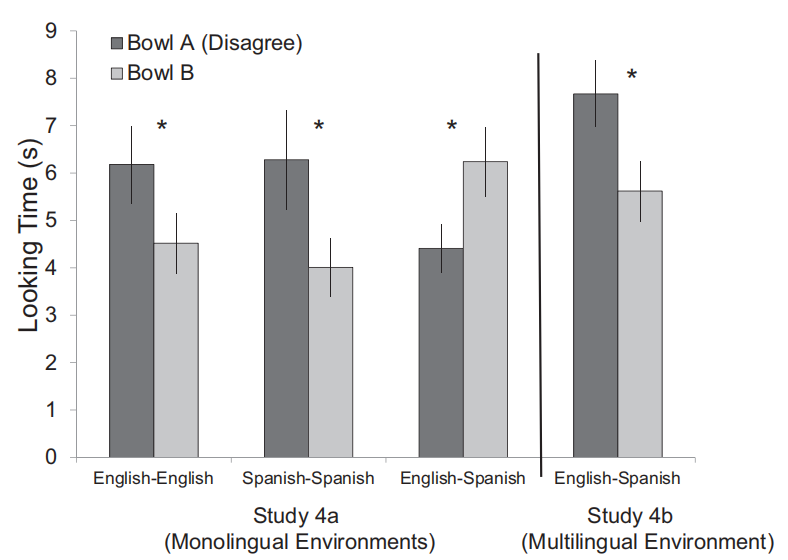 9
8
7
6
5
4
3
2
1
0
Looking Time (s)
Bowl A (Disagree)
Bowl B
*
*
*
*
English-English
Spanish-Spanish
English-Spanish
English-Spanish
Study 4a
(Monolingual Environments)
Study 4b
(Multilingual Environment)